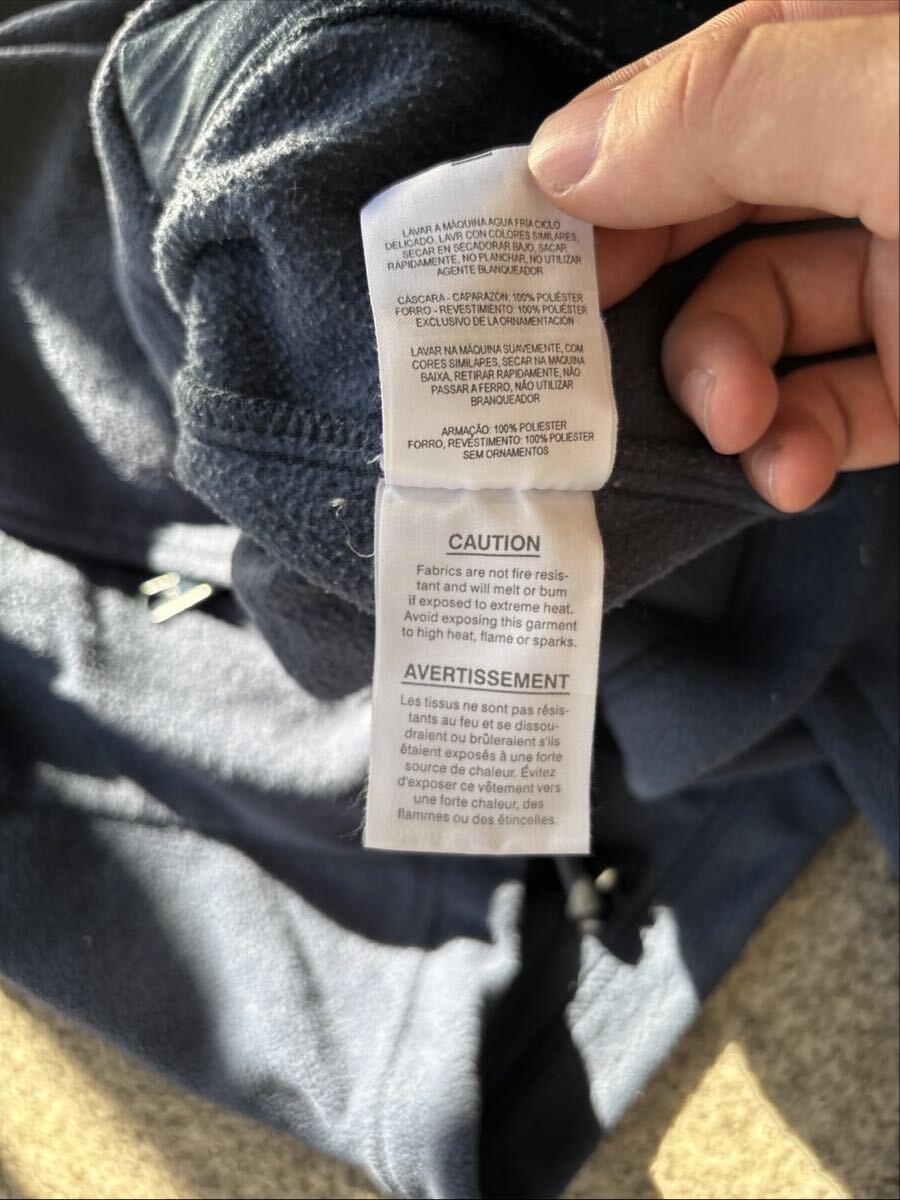 LAVAR A MÁQUINA AGUA FRIA CICLO
DELICADO, LAVR CON COLORES SIMILARES,
SECAR EN SECADORAR BAJO, SACAR
RÁPIDAMENTE, NO PLANCHAR, NO UTILIZAR
AGENTE BLANQUEADOR
CÁSCARA - CAPARAZÓN: 100% POLIÉSTER
FORRO - REVESTIMIENTO: 100% POLIÉSTER
EXCLUSIVO DE LA ORNAMENTACIÓN
LAVAR NA MÁQUINA SUAVEMENTE, COM
CORES SIMILARES, SECAR NA MAQUINA
BAIXA, RETIRAR RAPIDAMENTE, NÃO
PASSAR A FERRO, NÃO UTILIZAR
BRANQUEADOR
ARMAÇÃO: 100% POLIESTER
FORRO, REVESTIMENTO: 100% POLIESTER
SEM ORNAMENTOS
CAUTION
Fabrics are not fire resis-
tant and will melt or burn
if exposed to extreme heat.
Avoid exposing this garment
to high heat, flame or sparks.
AVERTISSEMENT
Les tissus ne sont pas résis-
tants au feu et se dissou-
draient ou brûleraient s'ils
étaient exposés à une forte
source de chaleur. Évitez
d'exposer ce vêtement vers
une forte chaleur, des
flammes ou des étincelles.